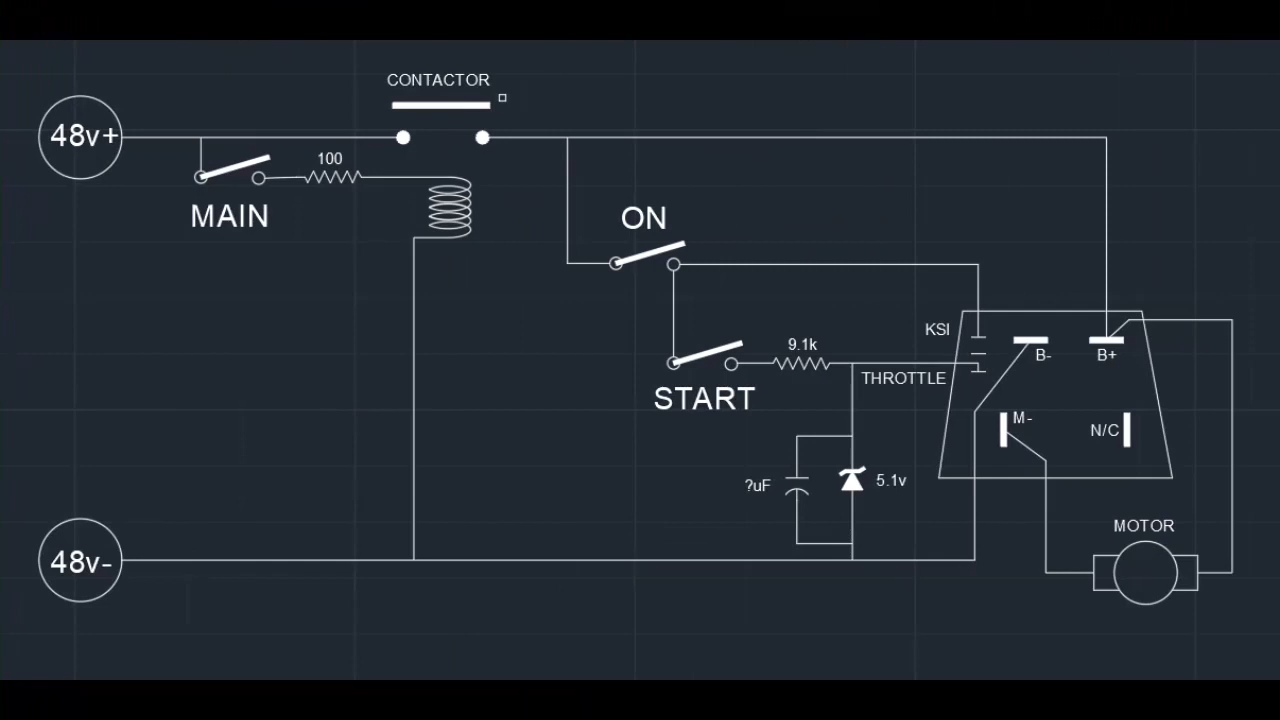 CONTACTOR
48v+
100
MAIN
ON
KSI
9.1k
B-
B+
START
THROTTLE
M-
N/C
?uF
5.1v
MOTOR
48v-